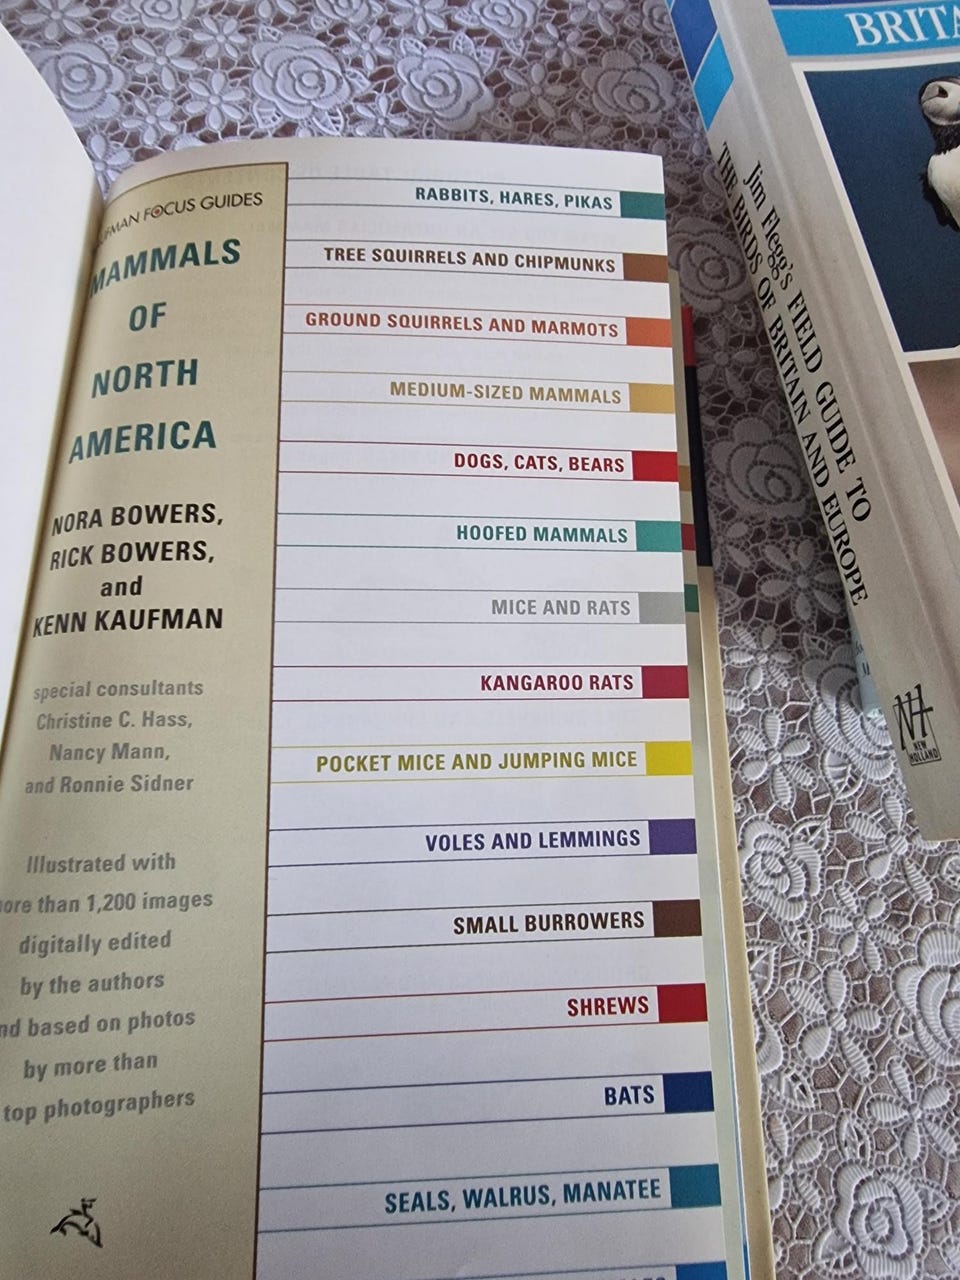 FOCUS GUIDES
MAMMALS
OF
NORTH
AMERICA
NORA BOWERS,
RICK BOWERS,
and
KENN KAUFMAN
special consultants
Christine C. Hass,
Nancy Mann,
and Ronnie Sidner
Illustrated with
than 1,200 images
digitally edited
by the authors
based on photos
by more than
top photographers
RABBITS, HARES, PIKAS
TREE SQUIRRELS AND CHIPMUNKS
GROUND SQUIRRELS AND MARMOTS
MEDIUM-SIZED MAMMALS
DOGS, CATS, BEARS
HOOFED MAMMALS
MICE AND RATS
KANGAROO RATS
POCKET MICE AND JUMPING MICE
VOLES AND LEMMINGS
SMALL BURROWERS
SHREWS
BATS
SEALS, WALRUS, MANATEE
Jim Flegg's FIELD GUIDE TO
THE BIRDS OF BRITAIN AND EUROPE
NH
NEW
HOLLAND
BRITA